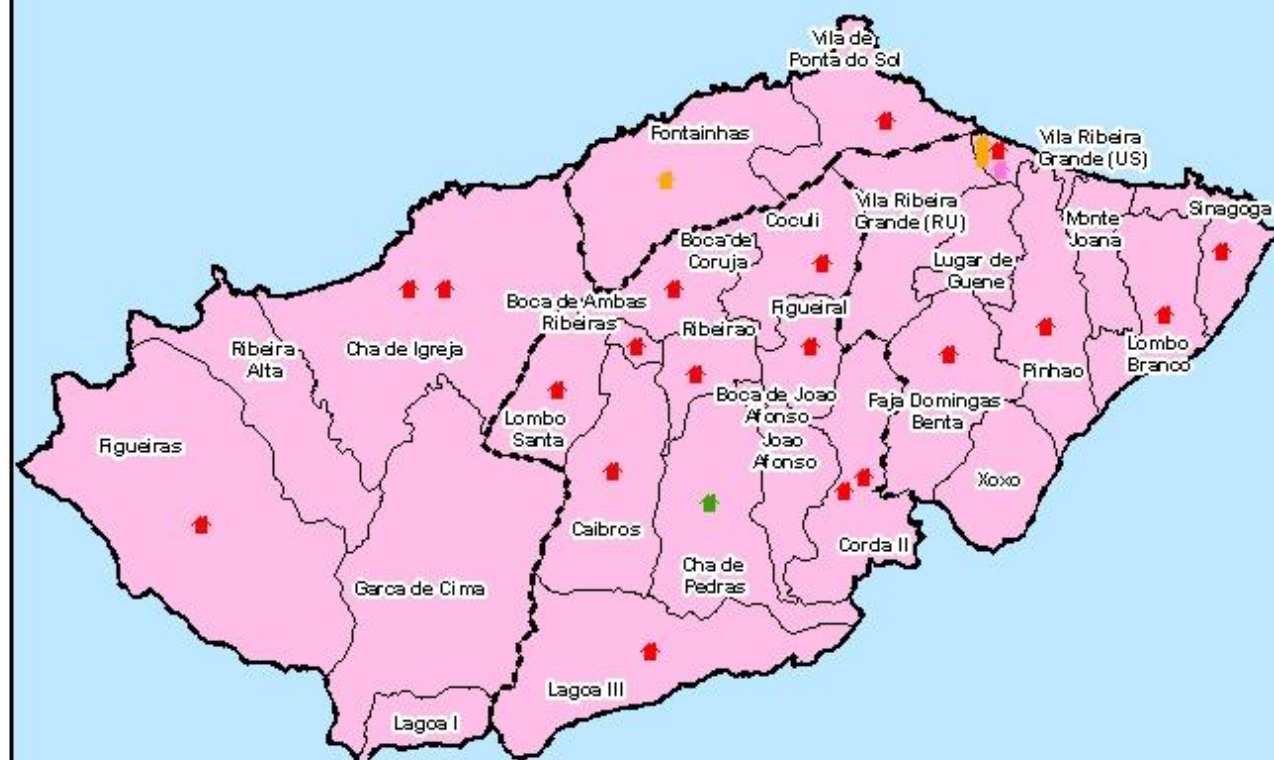 Vila de
Ponta do Sol
Fontainhas
Vila Ribeira
Grande (US)
Sinagoga
Coculi
Vila Ribeira
Grande (RU)
Monte
Joana
Boca de
Coruja
Lugar de
Guene
Boca de Ambas
Ribeiras
Ribeirao
Figueiral
Ribeira
Alta
Cha de Igreja
Lombo
Branco
Pinhao
Boca de Joao
Afonso
Faja Domingas
Benta
Lombo
Santa
Joao
Afonso
Figueiras
Xoxo
Caibros
Corda II
Cha de
Pedras
Garca de Cima
Lagoa III
Lagoa I